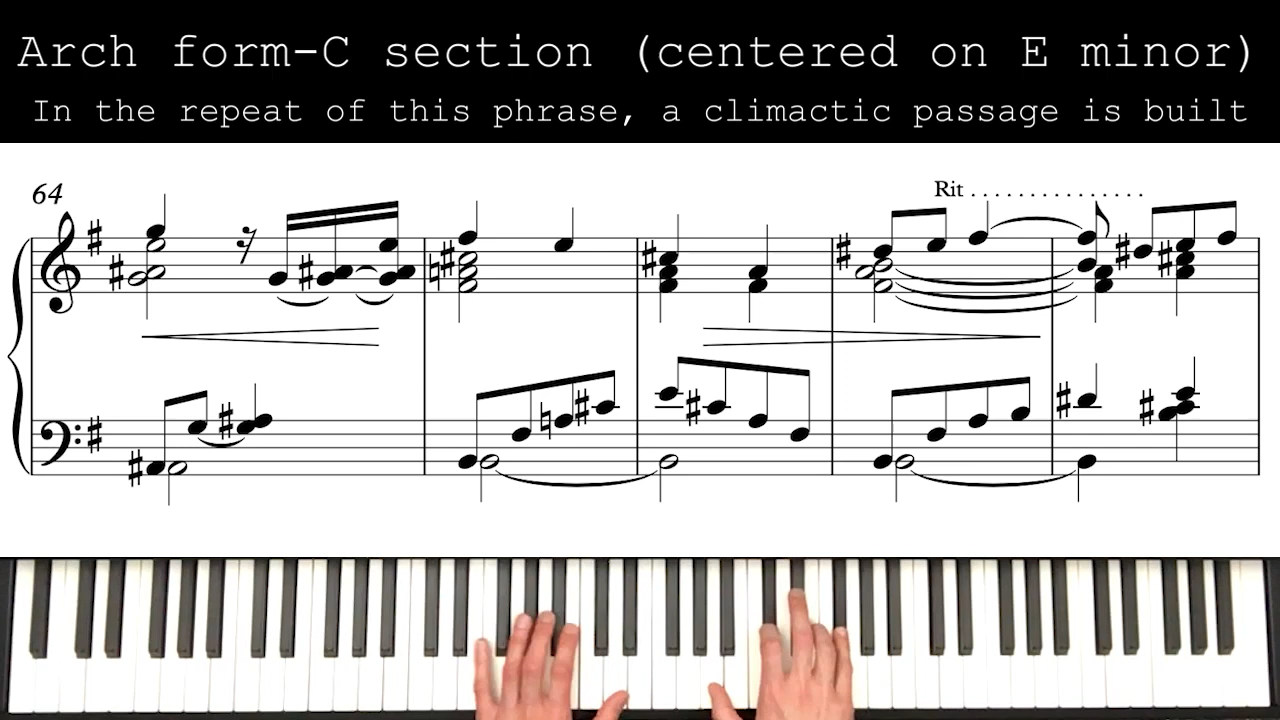 Arch form-C section (centered on E minor)
In the repeat of this phrase, a climactic passage is built
64
Rit . . . . . . . . . . . . . . .